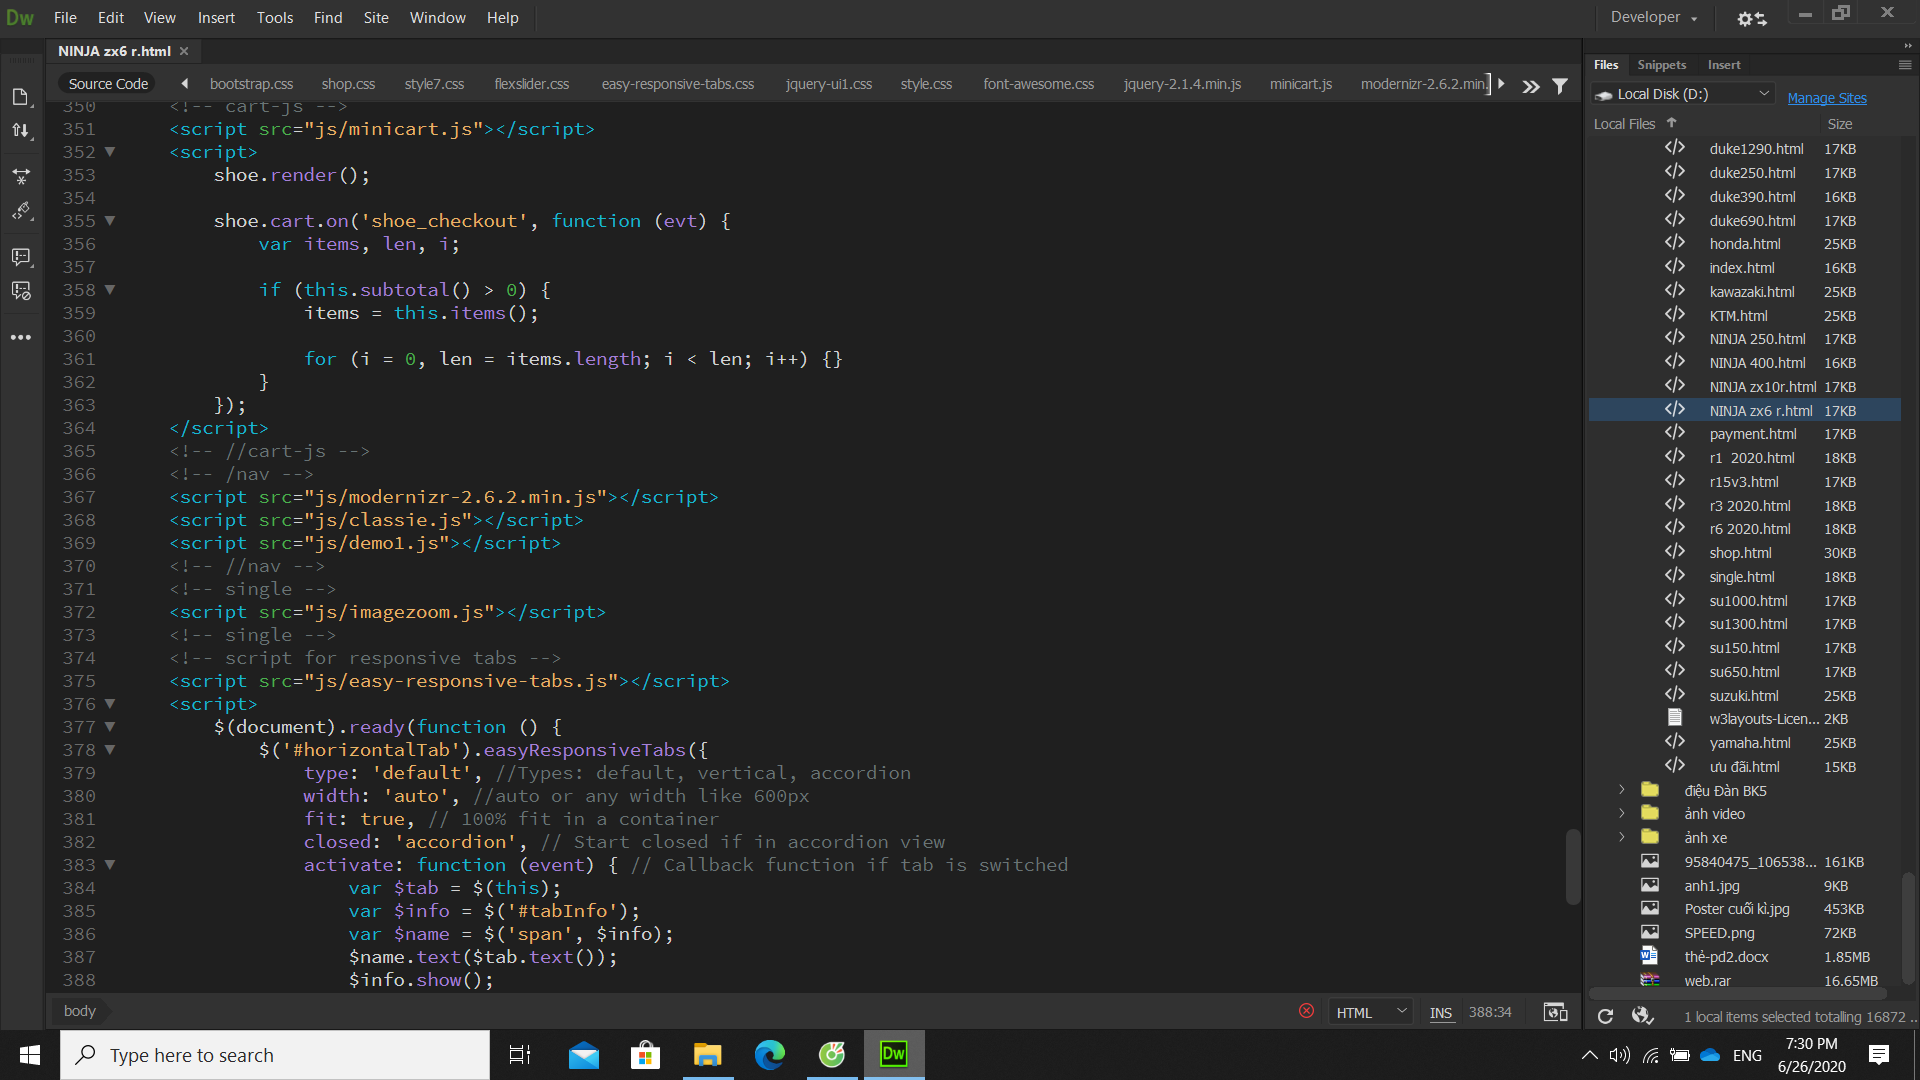 Dw File Edit View Insert Tools Find Site Window Help Developer
NINJA zx6 r.html ×
Source Code bootstrap.css shop.css style7.css flexslider.css easy-responsive-tabs.css jquery-ui1.css style.css font-awesome.css jquery-2.1.4.min.js minicart.js modernizr-2.6.2.min.
350 <!-- cart-js -->
351 <script src="js/minicart.js"></script>
352 <script>
353 shoe.render();
354
355 shoe.cart.on('shoe_checkout', function (evt) {
356 var items, len, i;
357
358 if (this.subtotal() > 0) {
359 items = this.items();
360
361 for (i = 0, len = items.length; i < len; i++) {}
362 }
363 });
364 </script>
365 <!-- //cart-js -->
366 <!-- /nav -->
367 <script src="js/modernizr-2.6.2.min.js"></script>
368 <script src="js/classie.js"></script>
369 <script src="js/demo1.js"></script>
370 <!-- //nav -->
371 <!-- single -->
372 <script src="js/imagezoom.js"></script>
373 <!-- single -->
374 <!-- script for responsive tabs -->
375 <script src="js/easy-responsive-tabs.js"></script>
376 <script>
377 $(document).ready(function () {
378 $('#horizontalTab').easyResponsiveTabs({
379 type: 'default', //Types: default, vertical, accordion
380 width: 'auto', //auto or any width like 600px
381 fit: true, // 100% fit in a container
382 closed: 'accordion', // Start closed if in accordion view
383 activate: function (event) { // Callback function if tab is switched
384 var $tab = $(this);
385 var $info = $('#tabInfo');
386 var $name = $('span', $info);
387 $name.text($tab.text());
388 $info.show();
body HTML INS 388:34
Files Snippets Insert
Local Disk (D:) Manage Sites
Local Files Size
duke1290.html 17KB
duke250.html 17KB
duke390.html 16KB
duke690.html 17KB
honda.html 25KB
index.html 16KB
kawazaki.html 25KB
KTM.html 25KB
NINJA 250.html 17KB
NINJA 400.html 16KB
NINJA zx10r.html 17KB
NINJA zx6 r.html 17KB
payment.html 17KB
r1 2020.html 18KB
r15v3.html 17KB
r3 2020.html 18KB
r6 2020.html 18KB
shop.html 30KB
single.html 18KB
su1000.html 17KB
su1300.html 17KB
su150.html 17KB
su650.html 17KB
suzuki.html 25KB
w3layouts-Licen... 2KB
yamaha.html 25KB
ưu đãi.html 15KB
điệu Đàn BK5
ảnh video
ảnh xe
95840475_106538... 161KB
anh1.jpg 9KB
Poster cuối kì.jpg 453KB
SPEED.png 72KB
thẻ-pd2.docx 1.85MB
web.rar 16.65MB
1 local items selected totalling 16872 ..
Type here to search
Dw
ENG
7:30 PM
6/26/2020